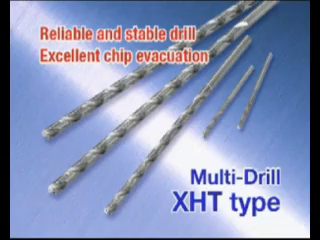 Reliable and stable drill
Excellent chip evacuation
Multi-Drill
XHT type